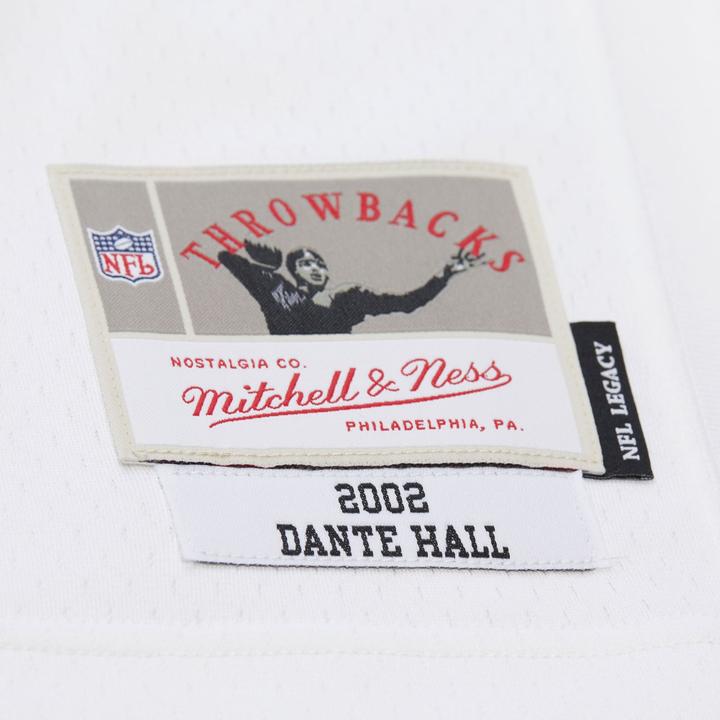 THROWBACKS
NFL
NOSTALGIA CO.
Mitchell & Ness
PHILADELPHIA, PA.
NFL LEGACY
2002
DANTE HALL